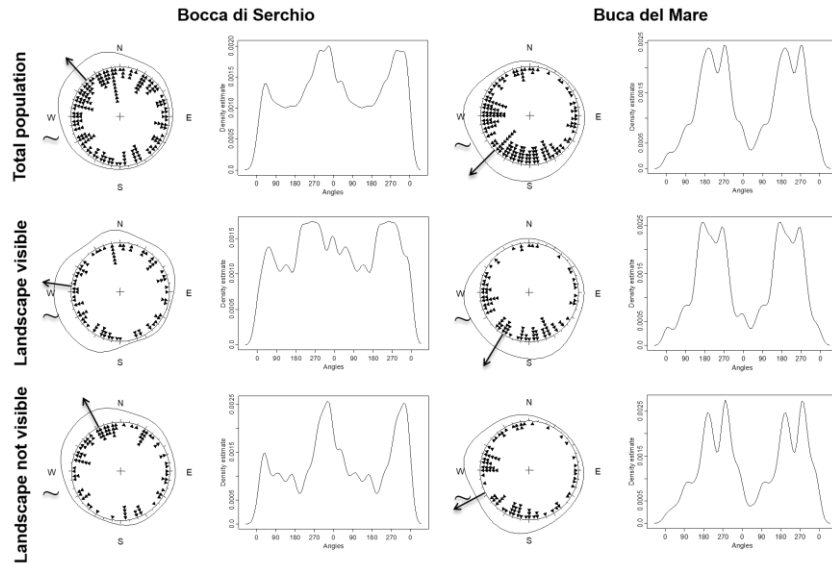 Bocca di Serchio
Buca del Mare
Total population
N
W
E
S
~
Density estimate
0.0020
0.0015
0.0010
0.0005
0.0
0 90 180 270 0 90 180 270 0
Angles
N
W
E
S
~
Density estimate
0.0025
0.0015
0.0005
0.0
0 90 180 270 0 90 180 270 0
Angles
Landscape visible
N
W
E
S
~
Density estimate
0.0015
0.0010
0.0005
0.0
0 90 180 270 0 90 180 270 0
Angles
N
W
E
S
~
Density estimate
0.0025
0.0015
0.0005
0.0
0 90 180 270 0 90 180 270 0
Angles
Landscape not visible
N
W
E
S
~
Density estimate
0.0025
0.0015
0.0005
0.0
0 90 180 270 0 90 180 270 0
Angles
N
W
E
S
~
Density estimate
0.0025
0.0015
0.0005
0.0
0 90 180 270 0 90 180 270 0
Angles